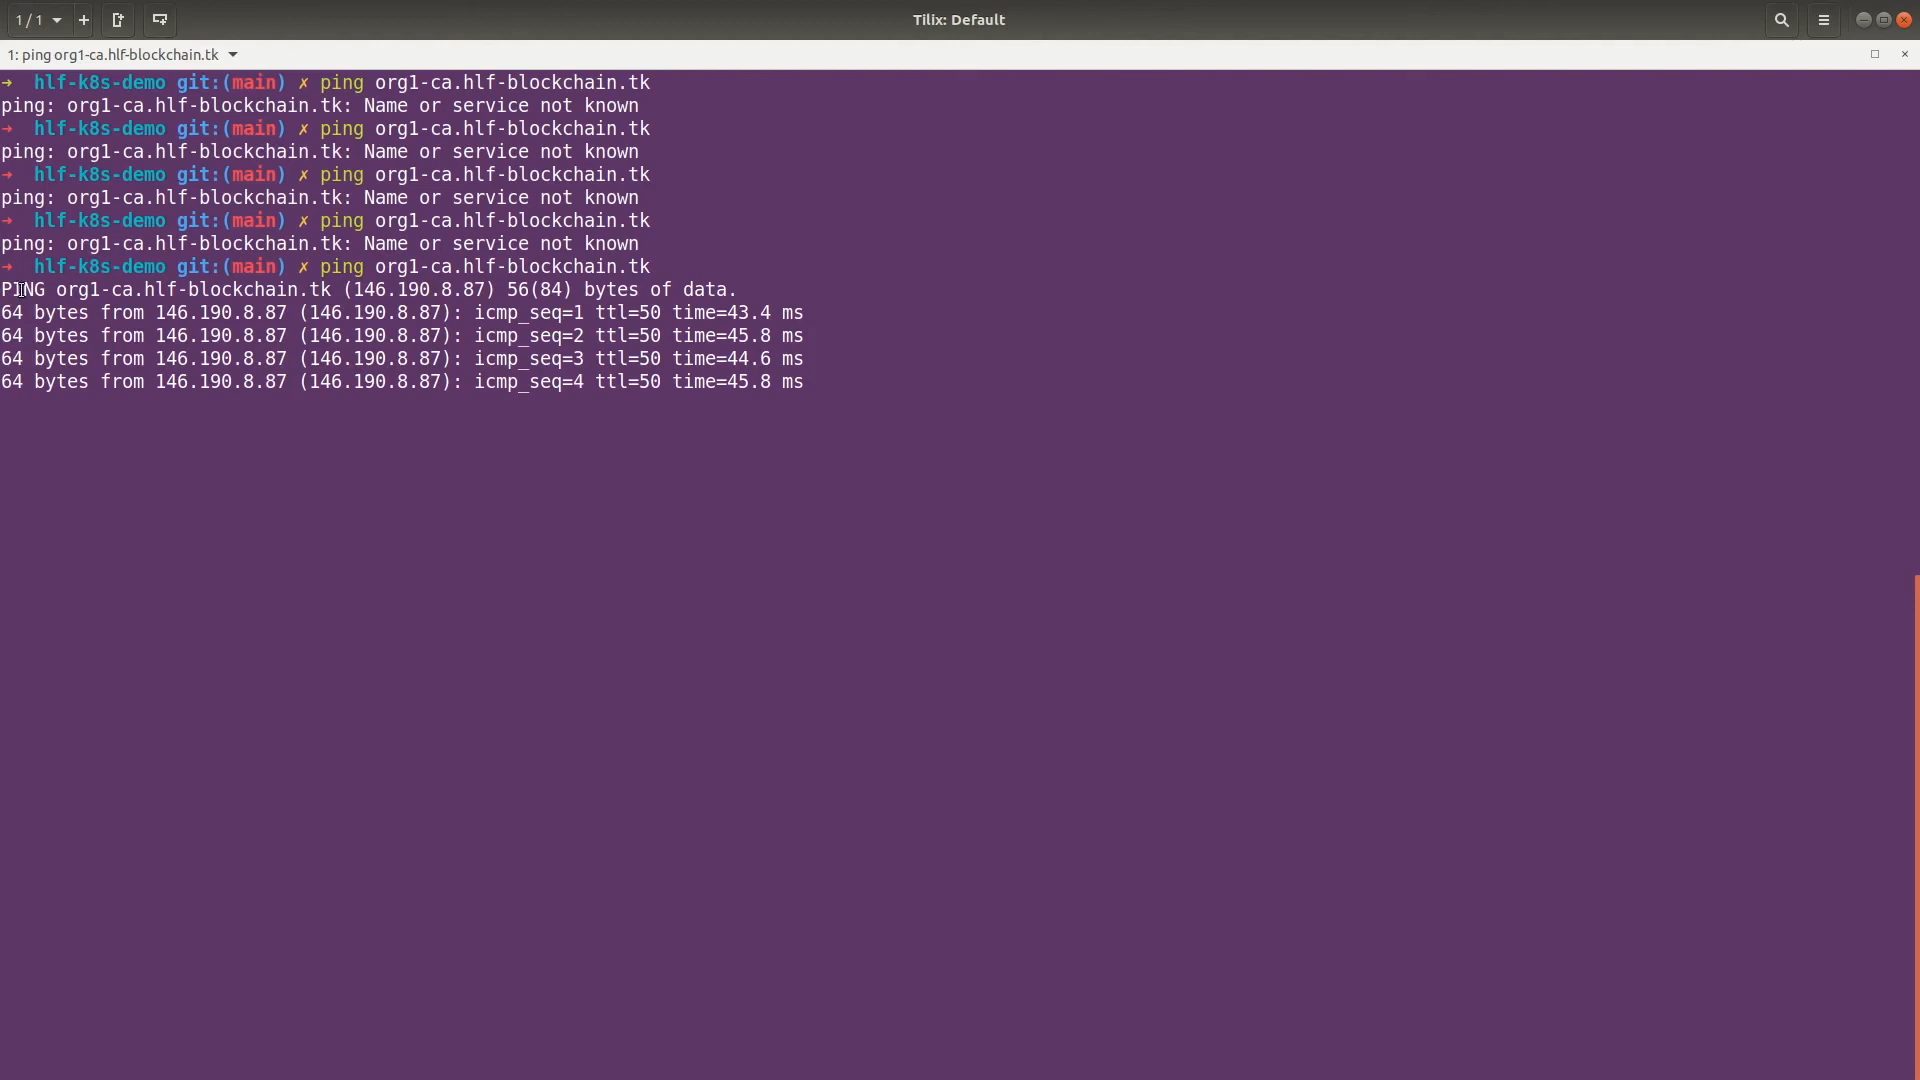 1 / 1
Tilix: Default
1: ping org1-ca.hlf-blockchain.tk
➜  hlf-k8s-demo git:(main) ✗ ping org1-ca.hlf-blockchain.tk
ping: org1-ca.hlf-blockchain.tk: Name or service not known
➜  hlf-k8s-demo git:(main) ✗ ping org1-ca.hlf-blockchain.tk
ping: org1-ca.hlf-blockchain.tk: Name or service not known
➜  hlf-k8s-demo git:(main) ✗ ping org1-ca.hlf-blockchain.tk
ping: org1-ca.hlf-blockchain.tk: Name or service not known
➜  hlf-k8s-demo git:(main) ✗ ping org1-ca.hlf-blockchain.tk
ping: org1-ca.hlf-blockchain.tk: Name or service not known
➜  hlf-k8s-demo git:(main) ✗ ping org1-ca.hlf-blockchain.tk
PING org1-ca.hlf-blockchain.tk (146.190.8.87) 56(84) bytes of data.
64 bytes from 146.190.8.87 (146.190.8.87): icmp_seq=1 ttl=50 time=43.4 ms
64 bytes from 146.190.8.87 (146.190.8.87): icmp_seq=2 ttl=50 time=45.8 ms
64 bytes from 146.190.8.87 (146.190.8.87): icmp_seq=3 ttl=50 time=44.6 ms
64 bytes from 146.190.8.87 (146.190.8.87): icmp_seq=4 ttl=50 time=45.8 ms